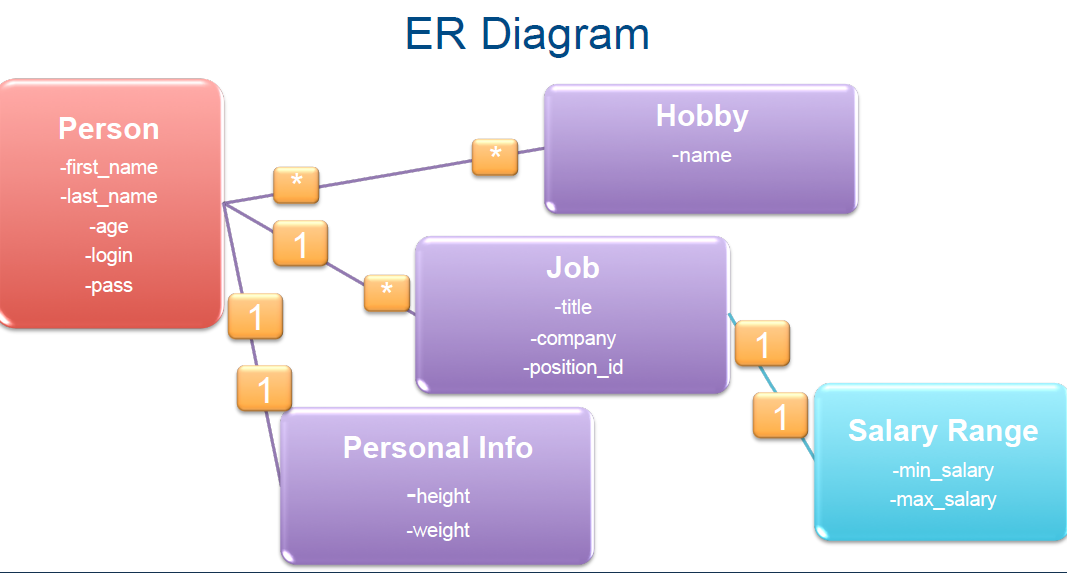 ER Diagram
Person
-first_name
-last_name
-age
-login
-pass
*
*
Hobby
-name
1
*
Job
-title
-company
-position_id
1
1
Personal Info
-height
-weight
1
1
Salary Range
-min_salary
-max_salary